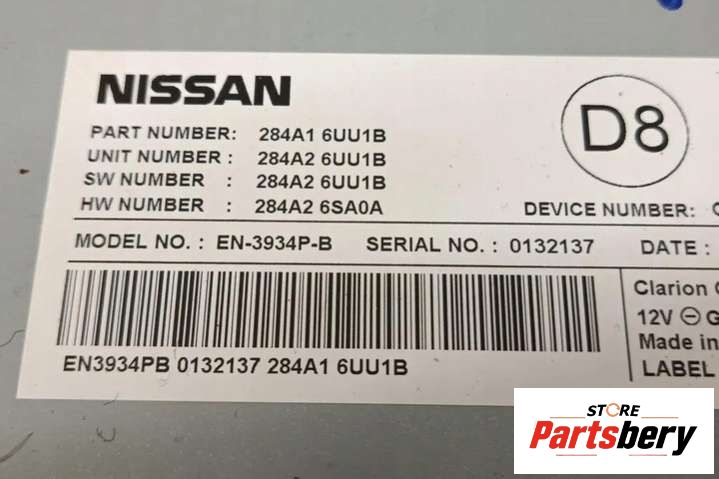 NISSAN
D8
PART NUMBER: 284A1 6UU1B
UNIT NUMBER : 284A2 6UU1B
SW NUMBER : 284A2 6UU1B
HW NUMBER : 284A2 6SA0A
DEVICE NUMBER:
MODEL NO. : EN-3934P-B SERIAL NO. : 0132137 DATE :
Clarion
12V G
Made in
LABEL
EN3934PB 0132137 284A1 6UU1B
STORE
Partsbery